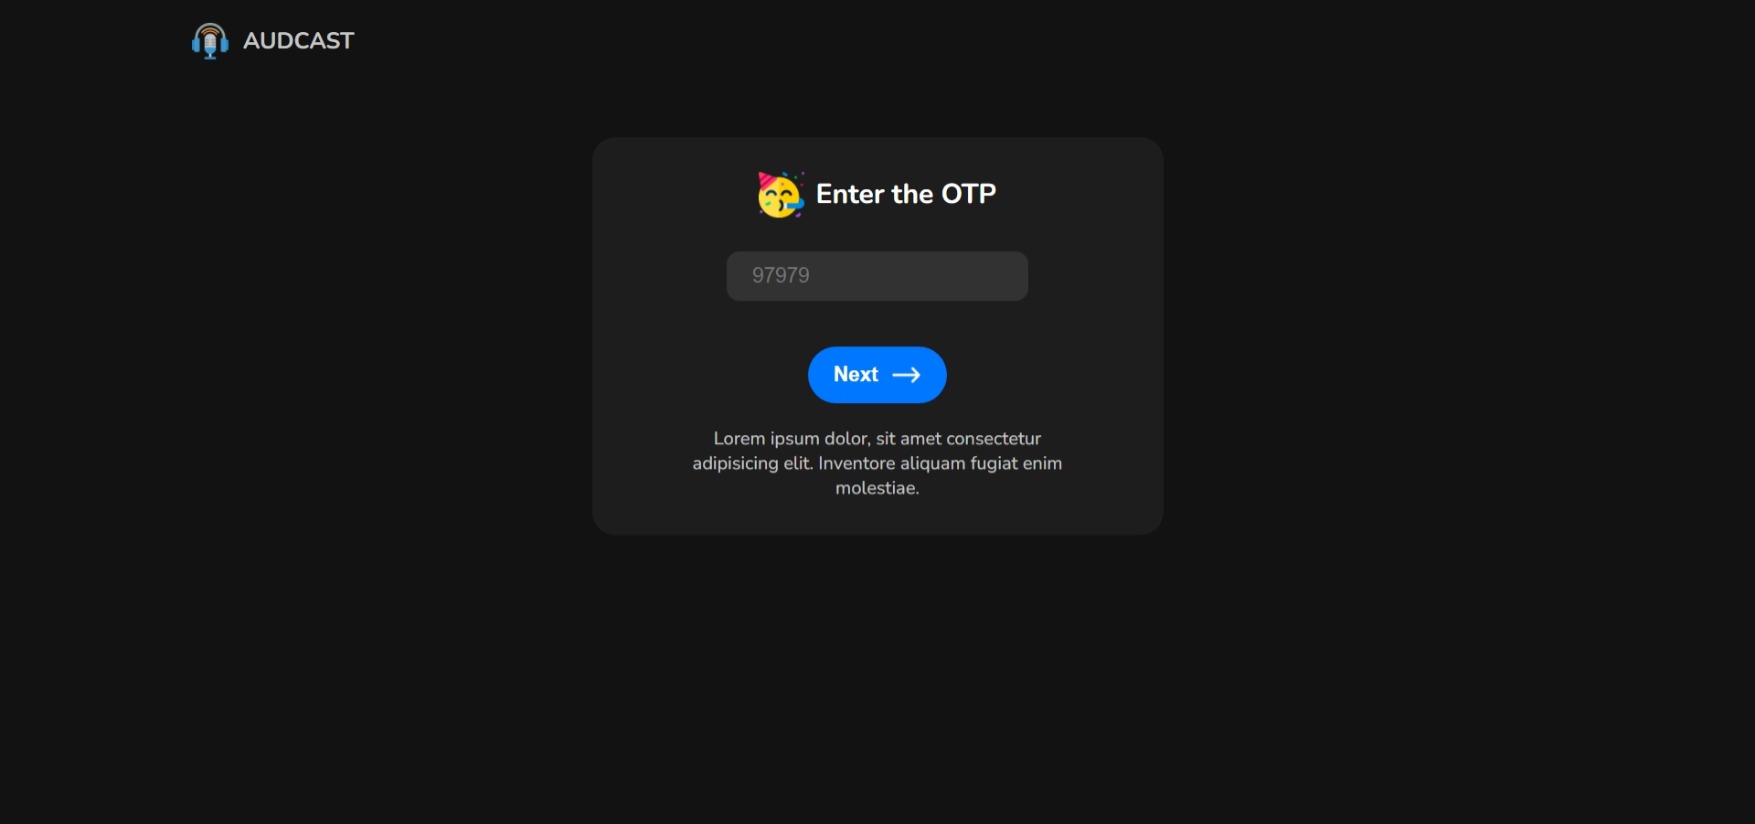 AUDCAST
Enter the OTP
97979
Next
Lorem ipsum dolor, sit amet consectetur
adipisicing elit. Inventore aliquam fugiat enim
molestiae.